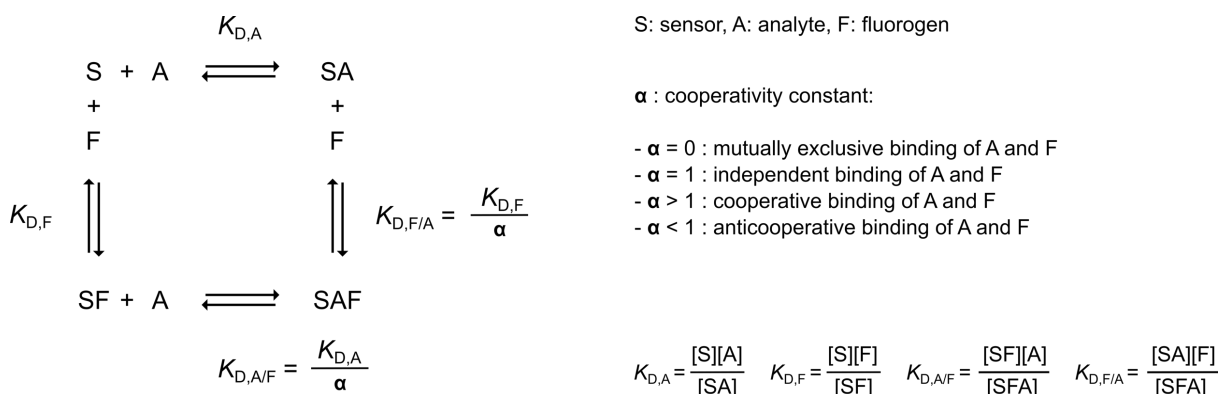 K_D,A
S + A ⇌ SA
+ +
F F
K_D,F
K_D,F/A = K_D,F / α
SF + A ⇌ SAF
K_D,A/F = K_D,A / α
S: sensor, A: analyte, F: fluorogen
α : cooperativity constant:
- α = 0 : mutually exclusive binding of A and F
- α = 1 : independent binding of A and F
- α > 1 : cooperative binding of A and F
- α < 1 : anticooperative binding of A and F
K_D,A = [S][A] / [SA] K_D,F = [S][F] / [SF] K_D,A/F = [SF][A] / [SFA] K_D,F/A = [SA][F] / [SFA]